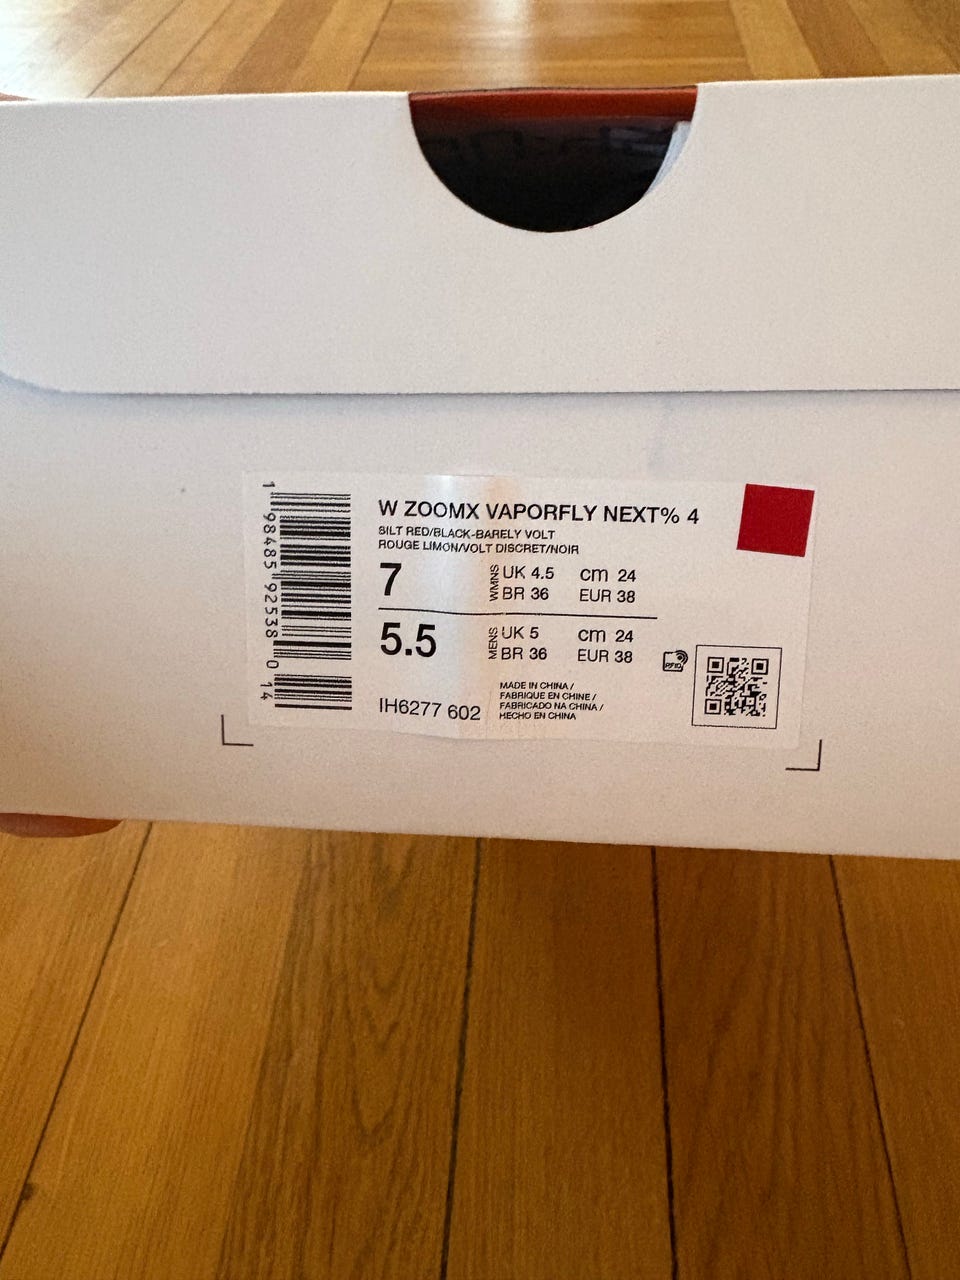 W ZOOMX VAPORFLY NEXT% 4
SILT RED/BLACK-BARELY VOLT
ROUGE LIMON/VOLT DISCRET/NOIR
7 WMNS UK 4.5 cm 24
BR 36 EUR 38
5.5 MENS UK 5 cm 24
BR 36 EUR 38
RFID
IH6277 602
MADE IN CHINA /
FABRIQUE EN CHINE /
FABRICADO NA CHINA /
HECHO EN CHINA
1 98485 92538 0 14